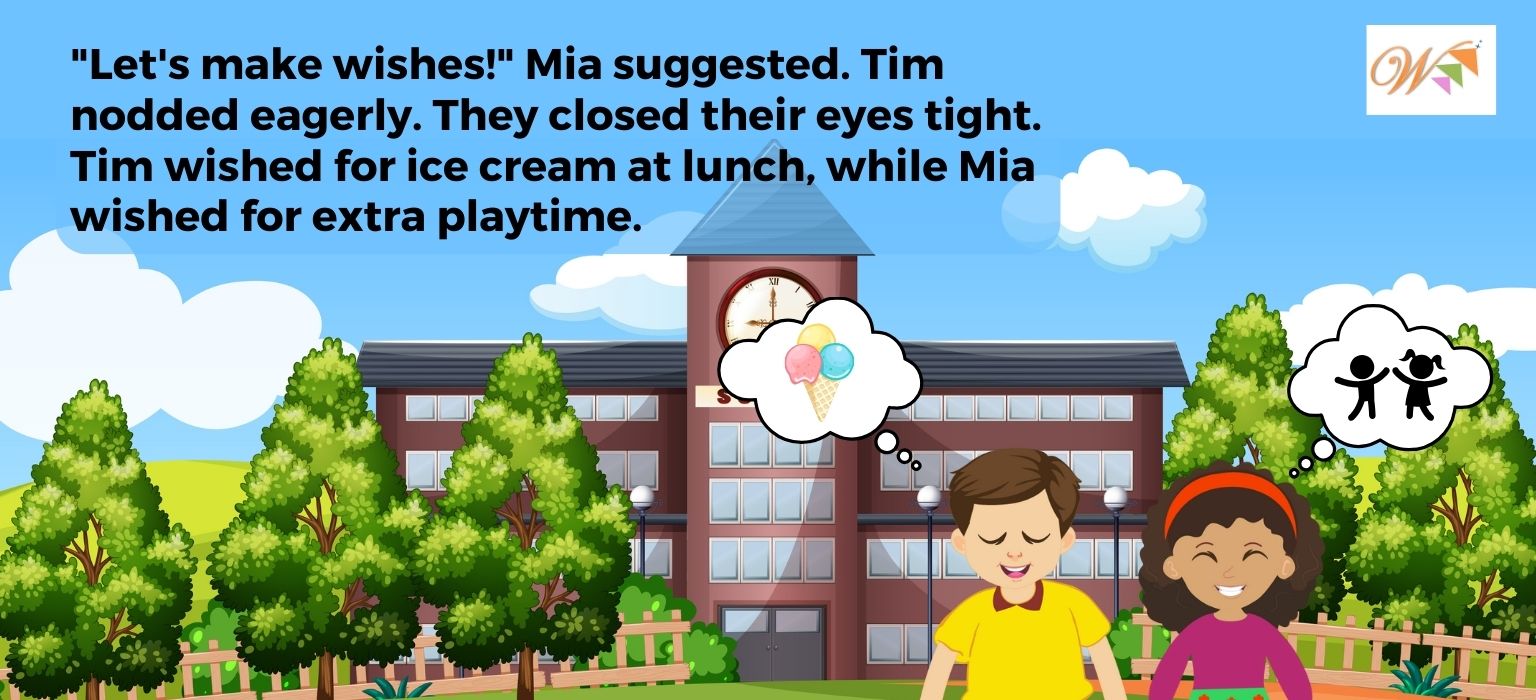 "Let's make wishes!" Mia suggested. Tim
nodded eagerly. They closed their eyes tight.
Tim wished for ice cream at lunch, while Mia
wished for extra playtime.
W
XII
S